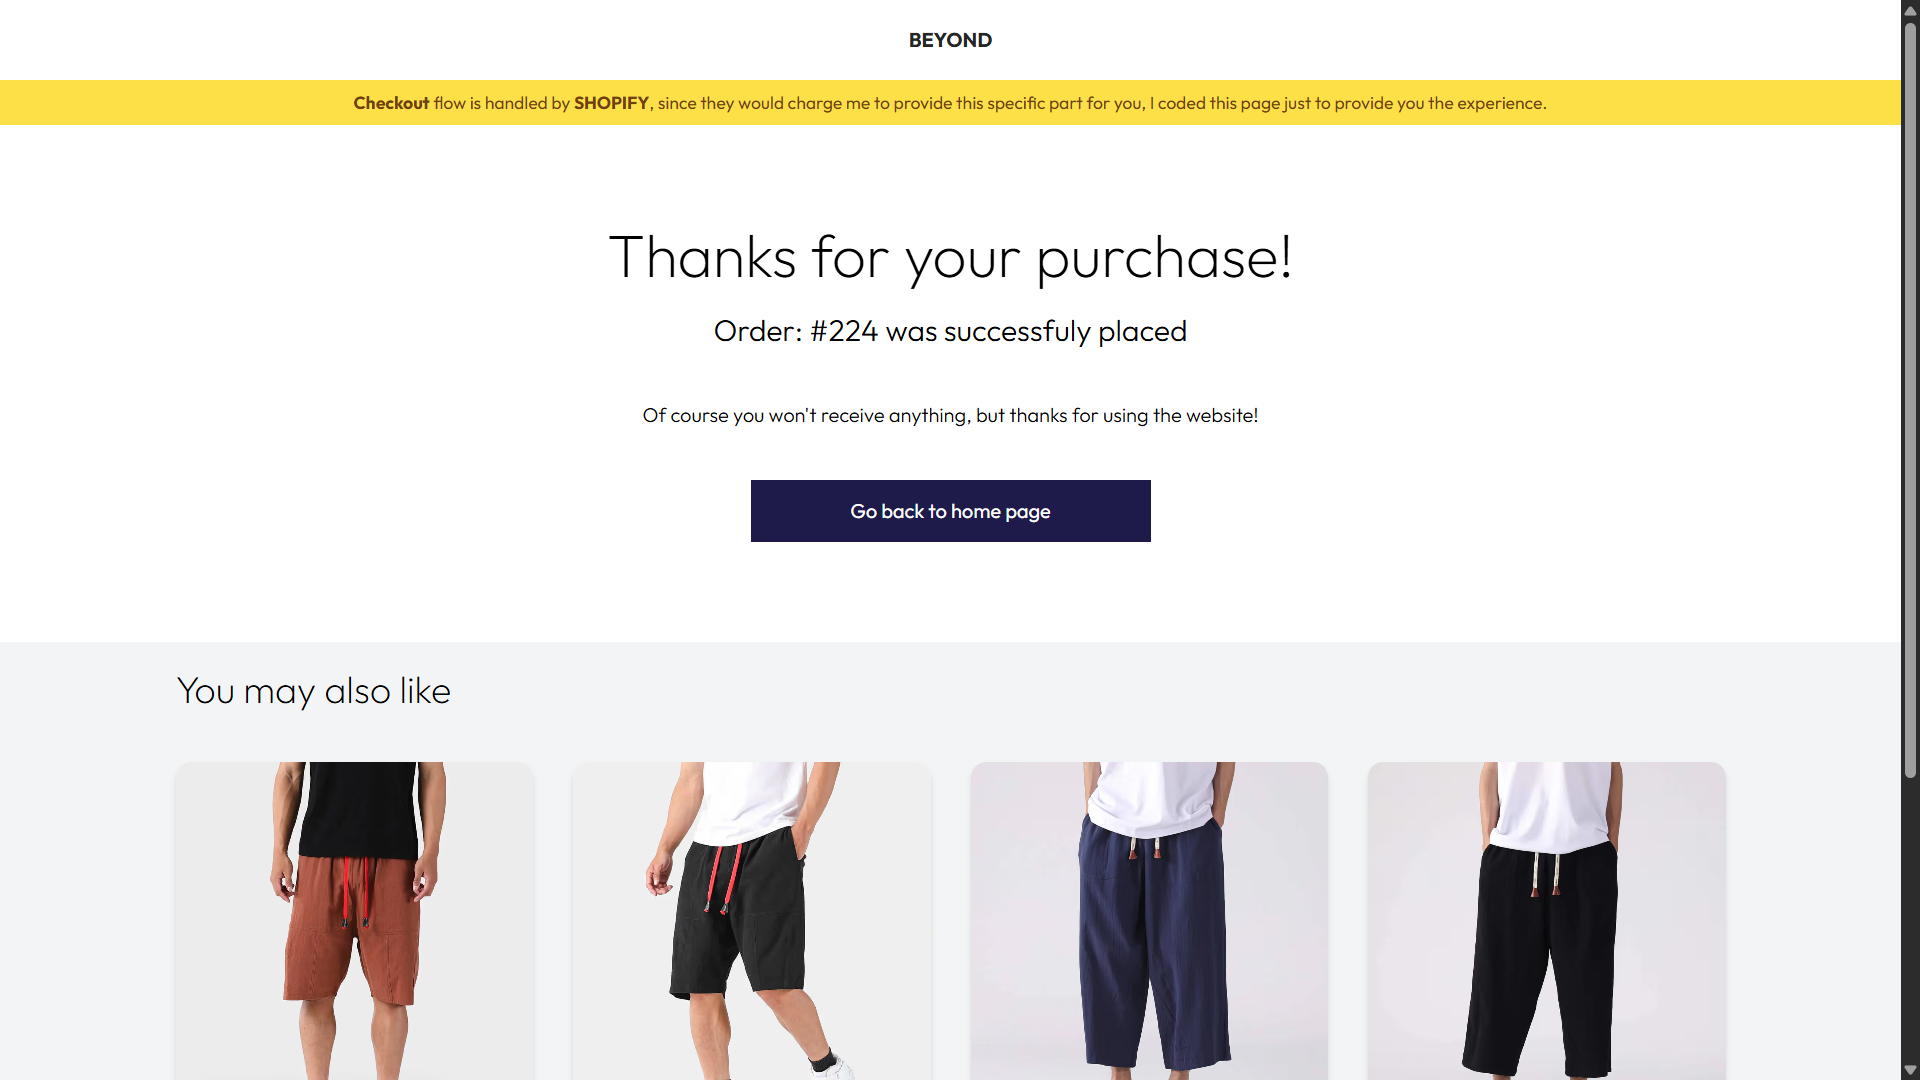 BEYOND
Checkout flow is handled by SHOPIFY, since they would charge me to provide this specific part for you, I coded this page just to provide you the experience.
Thanks for your purchase!
Order: #224 was successfuly placed
Of course you won't receive anything, but thanks for using the website!
Go back to home page
You may also like